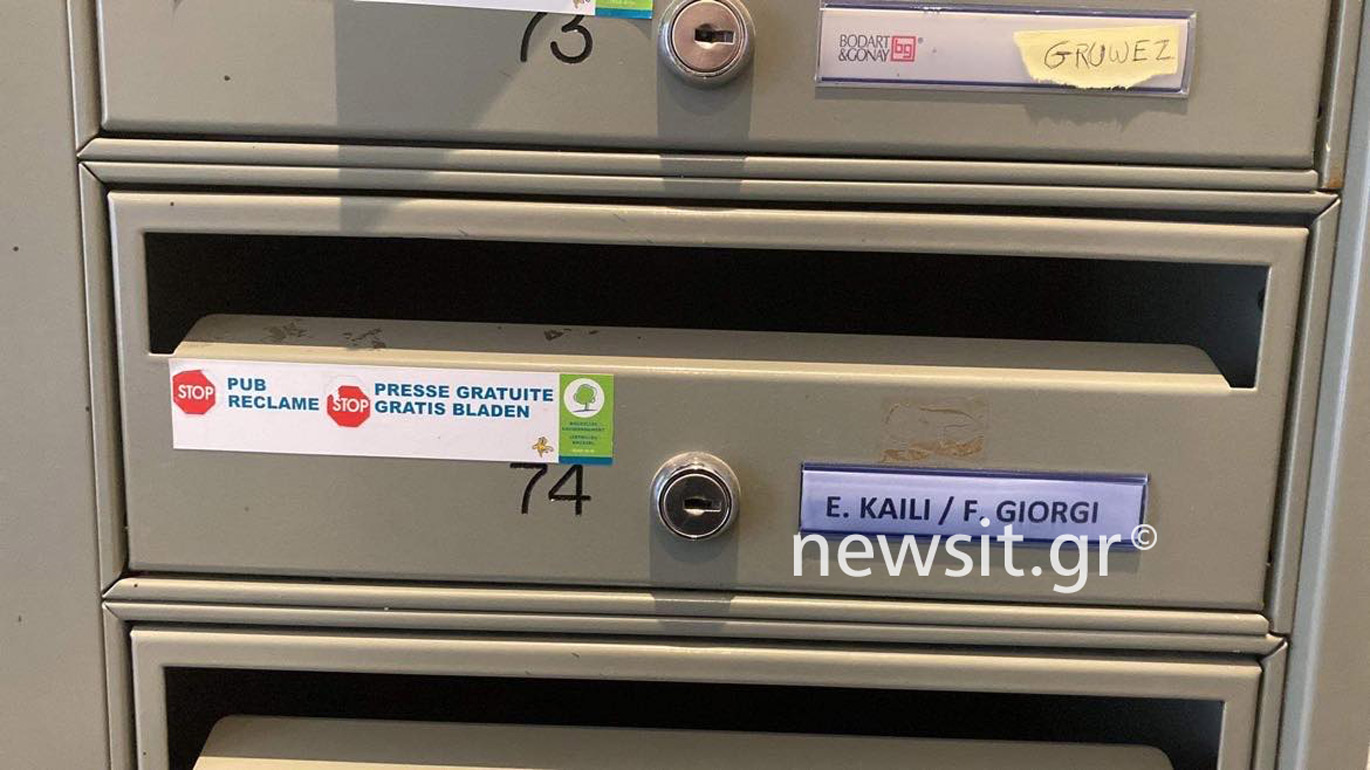 73
BODART
&GONAY bg
GRUWEZ
STOP PUB
RECLAME
STOP PRESSE GRATUITE
GRATIS BLADEN
74
E. KAILI / F. GIORGI
newsit.gr©